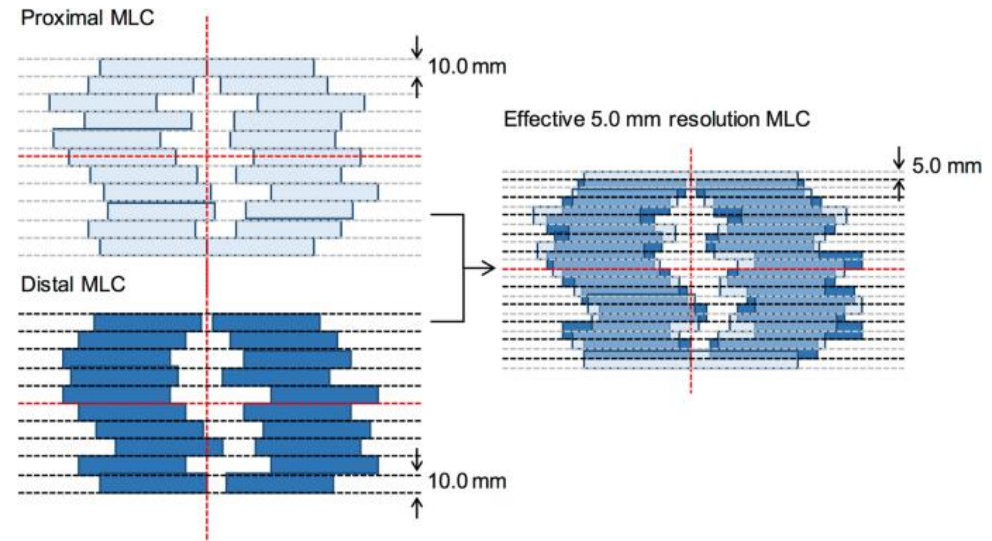 Proximal MLC
10.0 mm
Effective 5.0 mm resolution MLC
5.0 mm
Distal MLC
10.0 mm